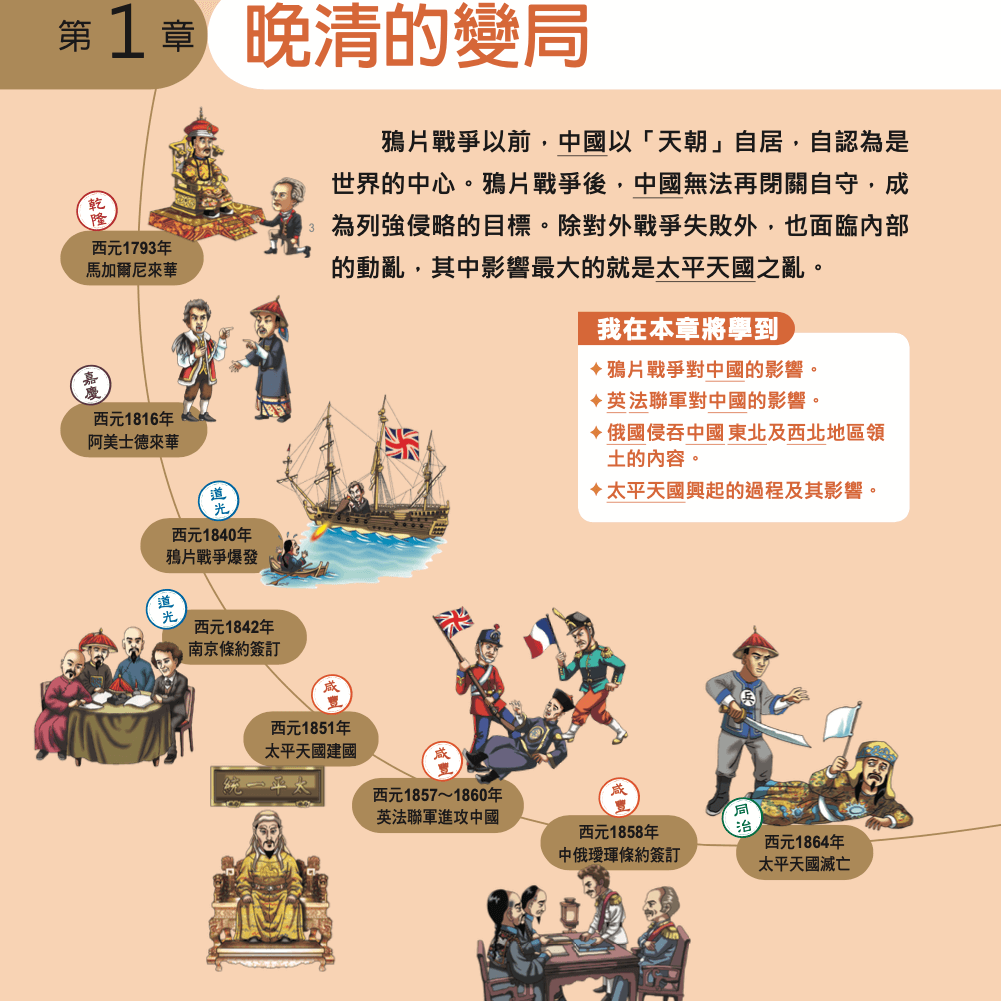 第1章 晚清的變局
鴉片戰爭以前，中國以「天朝」自居，自認為是
世界的中心。鴉片戰爭後，中國無法再閉關自守，成
為列強侵略的目標。除對外戰爭失敗外，也面臨內部
的動亂，其中影響最大的就是太平天國之亂。
3
我在本章將學到
✦鴉片戰爭對中國的影響。
✦英法聯軍對中國的影響。
✦俄國侵吞中國東北及西北地區領
土的內容。
✦太平天國興起的過程及其影響。
乾隆
西元1793年
馬加爾尼來華
嘉慶
西元1816年
阿美士德來華
道光
西元1840年
鴉片戰爭爆發
道光
西元1842年
南京條約簽訂
咸豐
西元1851年
太平天國建國
統一平太
咸豐
西元1857～1860年
英法聯軍進攻中國
咸豐
西元1858年
中俄璦琿條約簽訂
兵
同治
西元1864年
太平天國滅亡